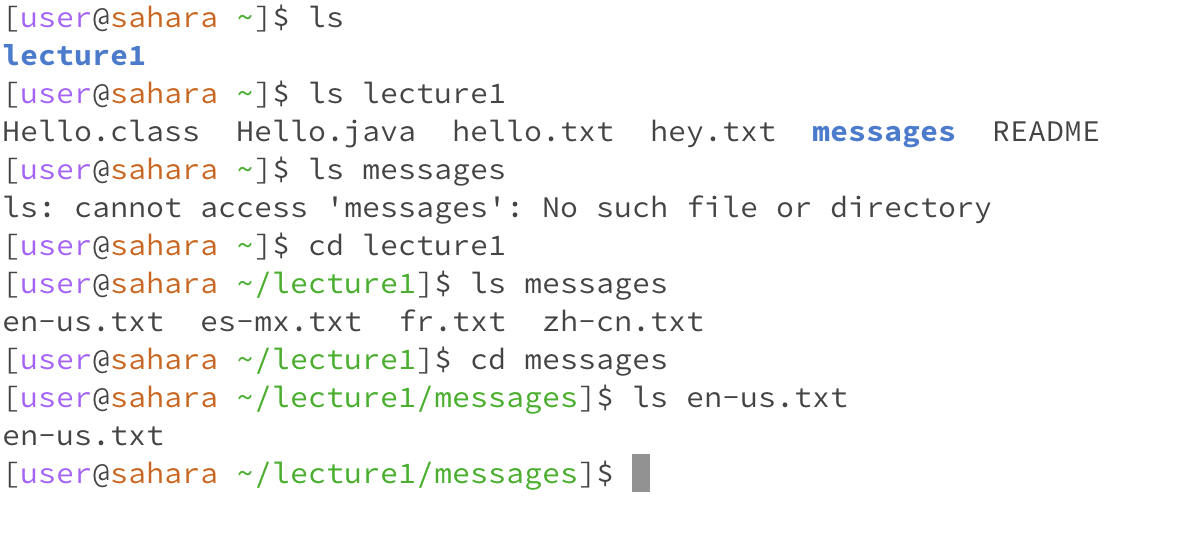 [user@sahara ~]$ ls
lecture1
[user@sahara ~]$ ls lecture1
Hello.class  Hello.java  hello.txt  hey.txt  messages  README
[user@sahara ~]$ ls messages
ls: cannot access 'messages': No such file or directory
[user@sahara ~]$ cd lecture1
[user@sahara ~/lecture1]$ ls messages
en-us.txt  es-mx.txt  fr.txt  zh-cn.txt
[user@sahara ~/lecture1]$ cd messages
[user@sahara ~/lecture1/messages]$ ls en-us.txt
en-us.txt
[user@sahara ~/lecture1/messages]$